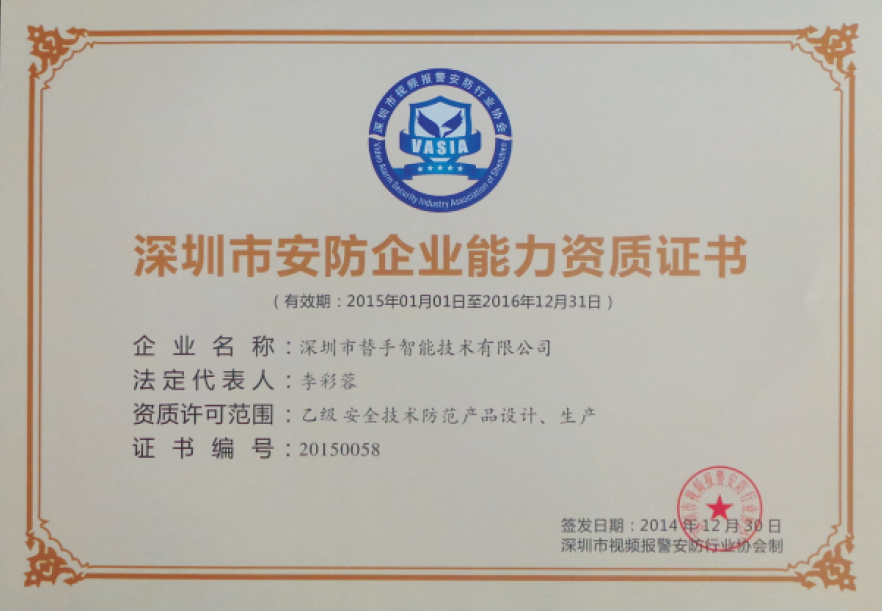 深圳市视频报警安防行业协会
VASIA
Video Alarm Security Industry Association of Shenzhen
深圳市安防企业能力资质证书
（有效期：2015年01月01日至2016年12月31日）
企业名称：深圳市替手智能技术有限公司
法定代表人：李彩蓉
资质许可范围：乙级 安全技术防范产品设计、生产
证书编号：20150058
签发日期：2014年12月30日
深圳市视频报警安防行业协会制